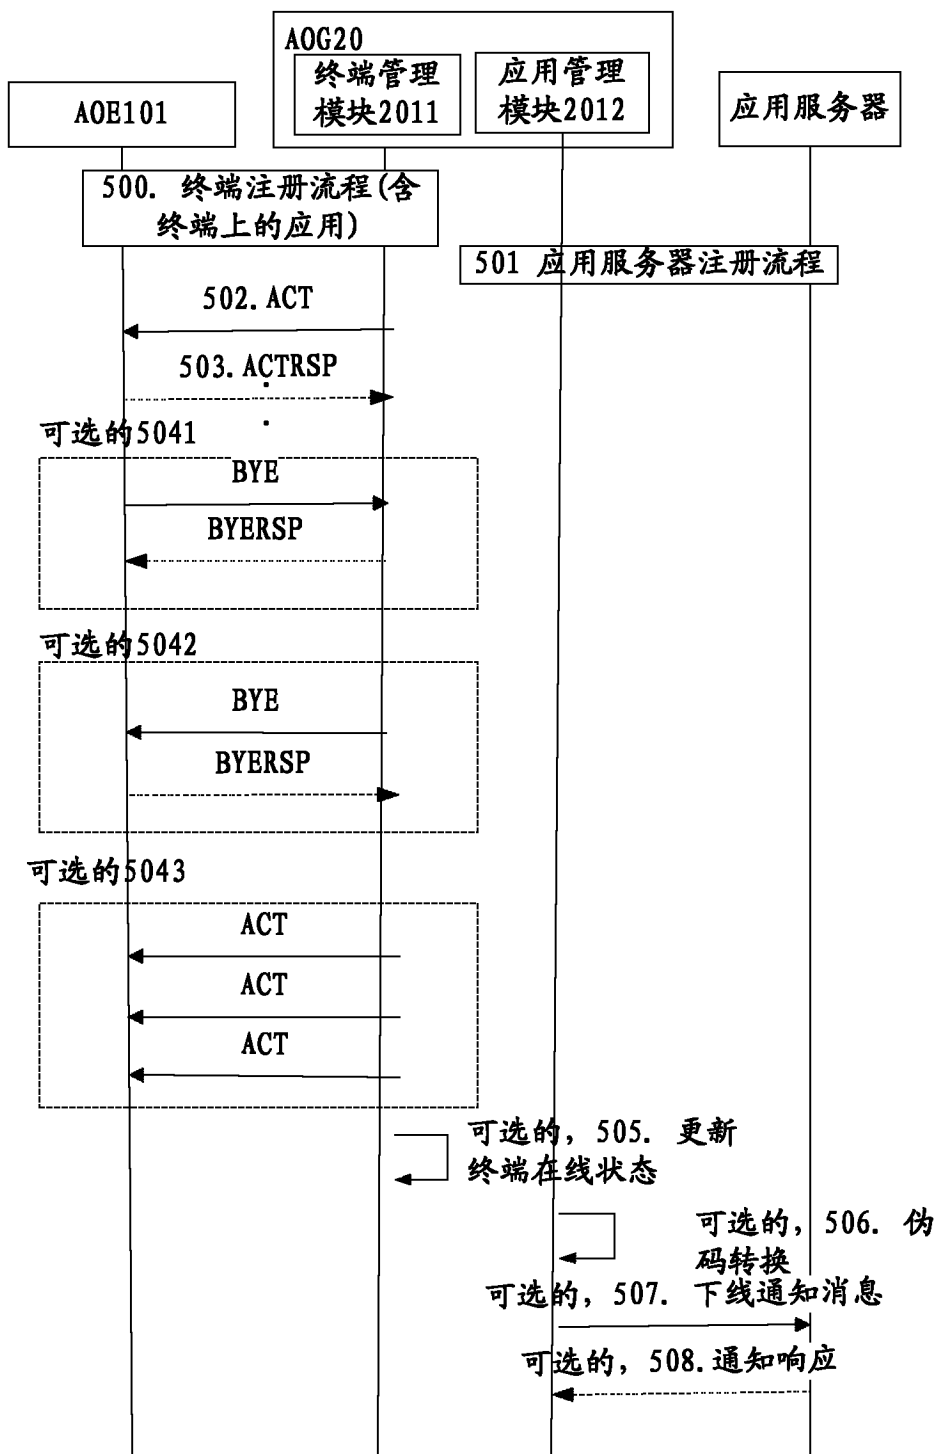 AOG20
AOE101
终端管理
模块2011
应用管理
模块2012
应用服务器
500. 终端注册流程(含
终端上的应用)
501 应用服务器注册流程
502. ACT
503. ACTRSP
可选的5041
BYE
BYERSP
可选的5042
BYE
BYERSP
可选的5043
ACT
ACT
ACT
可选的, 505. 更新
终端在线状态
可选的, 506. 伪
码转换
可选的, 507. 下线通知消息
可选的, 508.通知响应